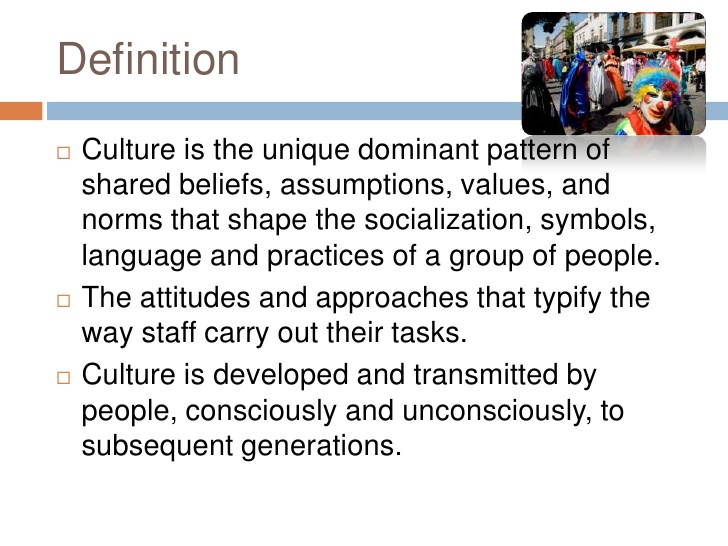 Definition
Culture is the unique dominant pattern of
shared beliefs, assumptions, values, and
norms that shape the socialization, symbols,
language and practices of a group of people.
The attitudes and approaches that typify the
way staff carry out their tasks.
Culture is developed and transmitted by
people, consciously and unconsciously, to
subsequent generations.